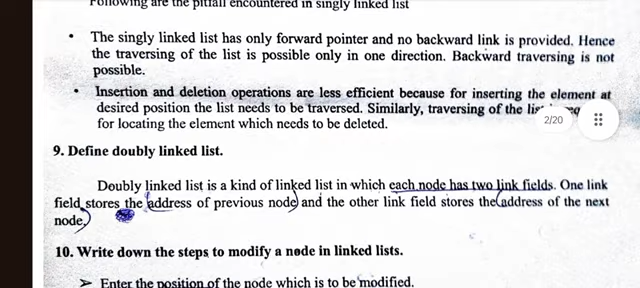 Following are the pitfall encountered in singly linked list
• The singly linked list has only forward pointer and no backward link is provided. Hence
the traversing of the list is possible only in one direction. Backward traversing is not
possible.
• Insertion and deletion operations are less efficient because for inserting the element at
desired position the list needs to be traversed. Similarly, traversing of the
for locating the element which needs to be deleted.
2/20
9. Define doubly linked list.
Doubly linked list is a kind of linked list in which each node has two link fields. One link
field stores the address of previous node and the other link field stores the address of the next
node.
10. Write down the steps to modify a node in linked lists.
➢ Enter the position of the node which is to be modified.